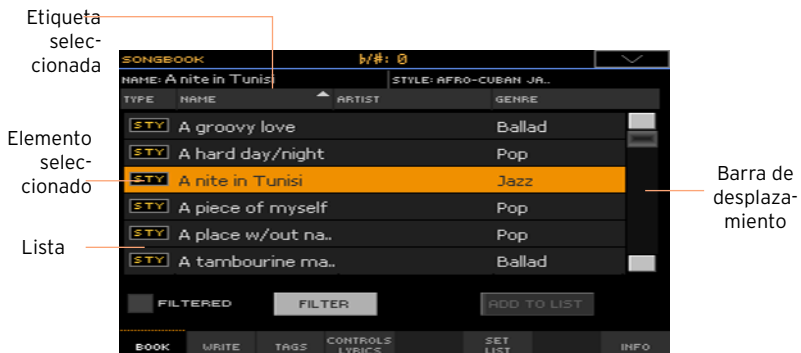 Etiqueta
selec-
cionada
SONGBOOK ♭/#: 0
NAME: A nite in Tunisi STYLE: AFRO-CUBAN JA..
TYPE NAME ARTIST GENRE
STY A groovy love Ballad
STY A hard day/night Pop
STY A nite in Tunisi Jazz
STY A piece of myself Pop
STY A place w/out na.. Pop
STY A tambourine ma.. Ballad
Elemento
selec-
cionado
Lista
Barra de
desplaza-
miento
FILTERED FILTER ADD TO LIST
BOOK WRITE TAGS CONTROLS LYRICS SET LIST INFO